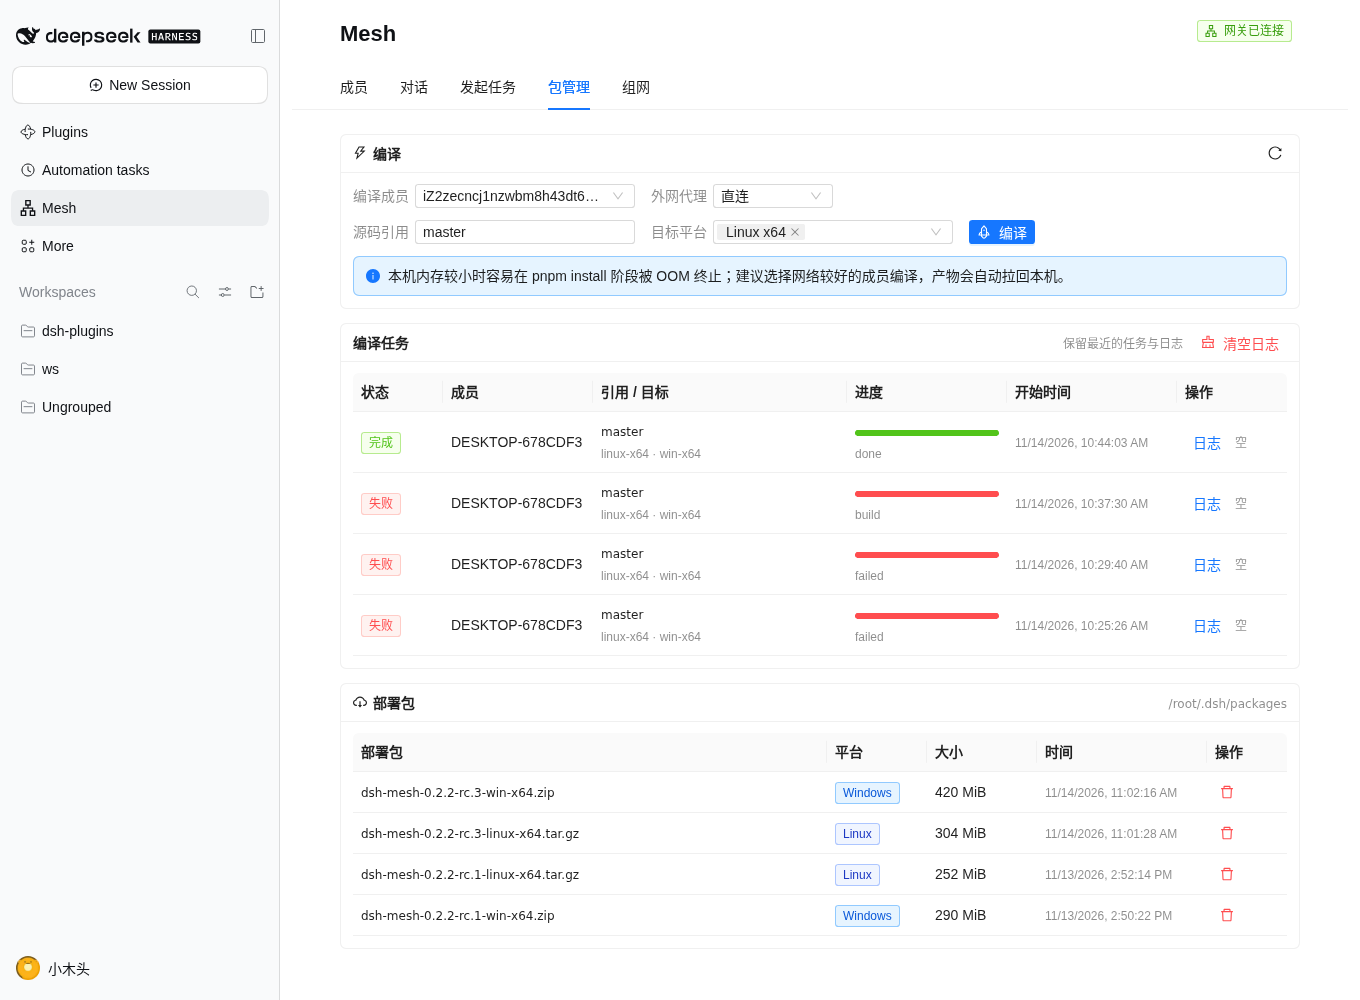 deepseek HARNESS
New Session
Plugins
Automation tasks
Mesh
More
Workspaces
dsh-plugins
ws
Ungrouped
小木头
Mesh
网关已连接
成员 对话 发起任务 包管理 组网
编译
编译成员 iZ2zecncj1nzwbm8h43dt6... 外网代理 直连
源码引用 master 目标平台 Linux x64 编译
本机内存较小时容易在 pnpm install 阶段被 OOM 终止；建议选择网络较好的成员编译，产物会自动拉回本机。
编译任务 保留最近的任务与日志 清空日志
状态 成员 引用 / 目标 进度 开始时间 操作
完成 DESKTOP-678CDF3 master 11/14/2026, 10:44:03 AM 日志 空
linux-x64 · win-x64 done
失败 DESKTOP-678CDF3 master 11/14/2026, 10:37:30 AM 日志 空
linux-x64 · win-x64 build
失败 DESKTOP-678CDF3 master 11/14/2026, 10:29:40 AM 日志 空
linux-x64 · win-x64 failed
失败 DESKTOP-678CDF3 master 11/14/2026, 10:25:26 AM 日志 空
linux-x64 · win-x64 failed
部署包 /root/.dsh/packages
部署包 平台 大小 时间 操作
dsh-mesh-0.2.2-rc.3-win-x64.zip Windows 420 MiB 11/14/2026, 11:02:16 AM
dsh-mesh-0.2.2-rc.3-linux-x64.tar.gz Linux 304 MiB 11/14/2026, 11:01:28 AM
dsh-mesh-0.2.2-rc.1-linux-x64.tar.gz Linux 252 MiB 11/13/2026, 2:52:14 PM
dsh-mesh-0.2.2-rc.1-win-x64.zip Windows 290 MiB 11/13/2026, 2:50:22 PM